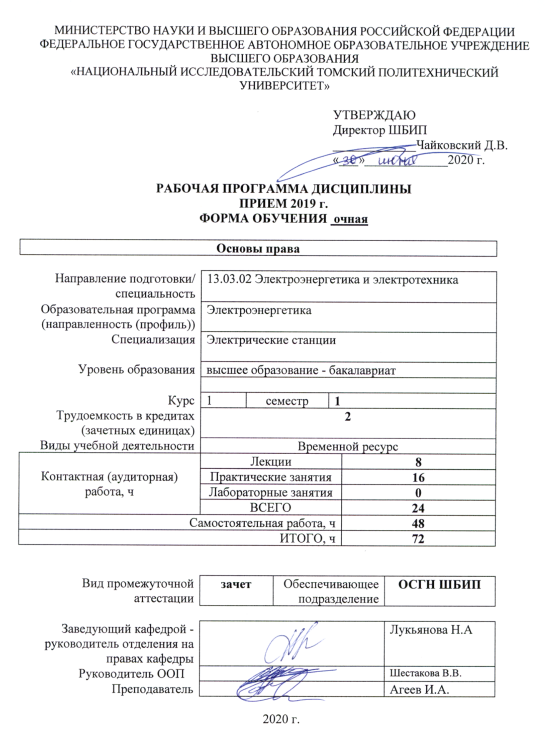 МИНИСТЕРСТВО НАУКИ И ВЫСШЕГО ОБРАЗОВАНИЯ РОССИЙСКОЙ ФЕДЕРАЦИИ
ФЕДЕРАЛЬНОЕ ГОСУДАРСТВЕННОЕ АВТОНОМНОЕ ОБРАЗОВАТЕЛЬНОЕ УЧРЕЖДЕНИЕ
ВЫСШЕГО ОБРАЗОВАНИЯ
«НАЦИОНАЛЬНЫЙ ИССЛЕДОВАТЕЛЬСКИЙ ТОМСКИЙ ПОЛИТЕХНИЧЕСКИЙ
УНИВЕРСИТЕТ»
УТВЕРЖДАЮ
Директор ШБИП
Чайковский Д.В.
«30» июня 2020 г.
РАБОЧАЯ ПРОГРАММА ДИСЦИПЛИНЫ
ПРИЕМ 2019 г.
ФОРМА ОБУЧЕНИЯ очная
Основы права
Направление подготовки/ 13.03.02 Электроэнергетика и электротехника
специальность
Образовательная программа Электроэнергетика
(направленность (профиль))
Специализация Электрические станции
Уровень образования высшее образование - бакалавриат
Курс 1 семестр 1
Трудоемкость в кредитах 2
(зачетных единицах)
Виды учебной деятельности Временной ресурс
Лекции 8
Контактная (аудиторная) Практические занятия 16
работа, ч Лабораторные занятия 0
ВСЕГО 24
Самостоятельная работа, ч 48
ИТОГО, ч 72
Вид промежуточной зачет Обеспечивающее ОСГН ШБИП
аттестации подразделение
Заведующий кафедрой - Лукьянова Н.А
руководитель отделения на
правах кафедры
Руководитель ООП Шестакова В.В.
Преподаватель Агеев И.А.
2020 г.